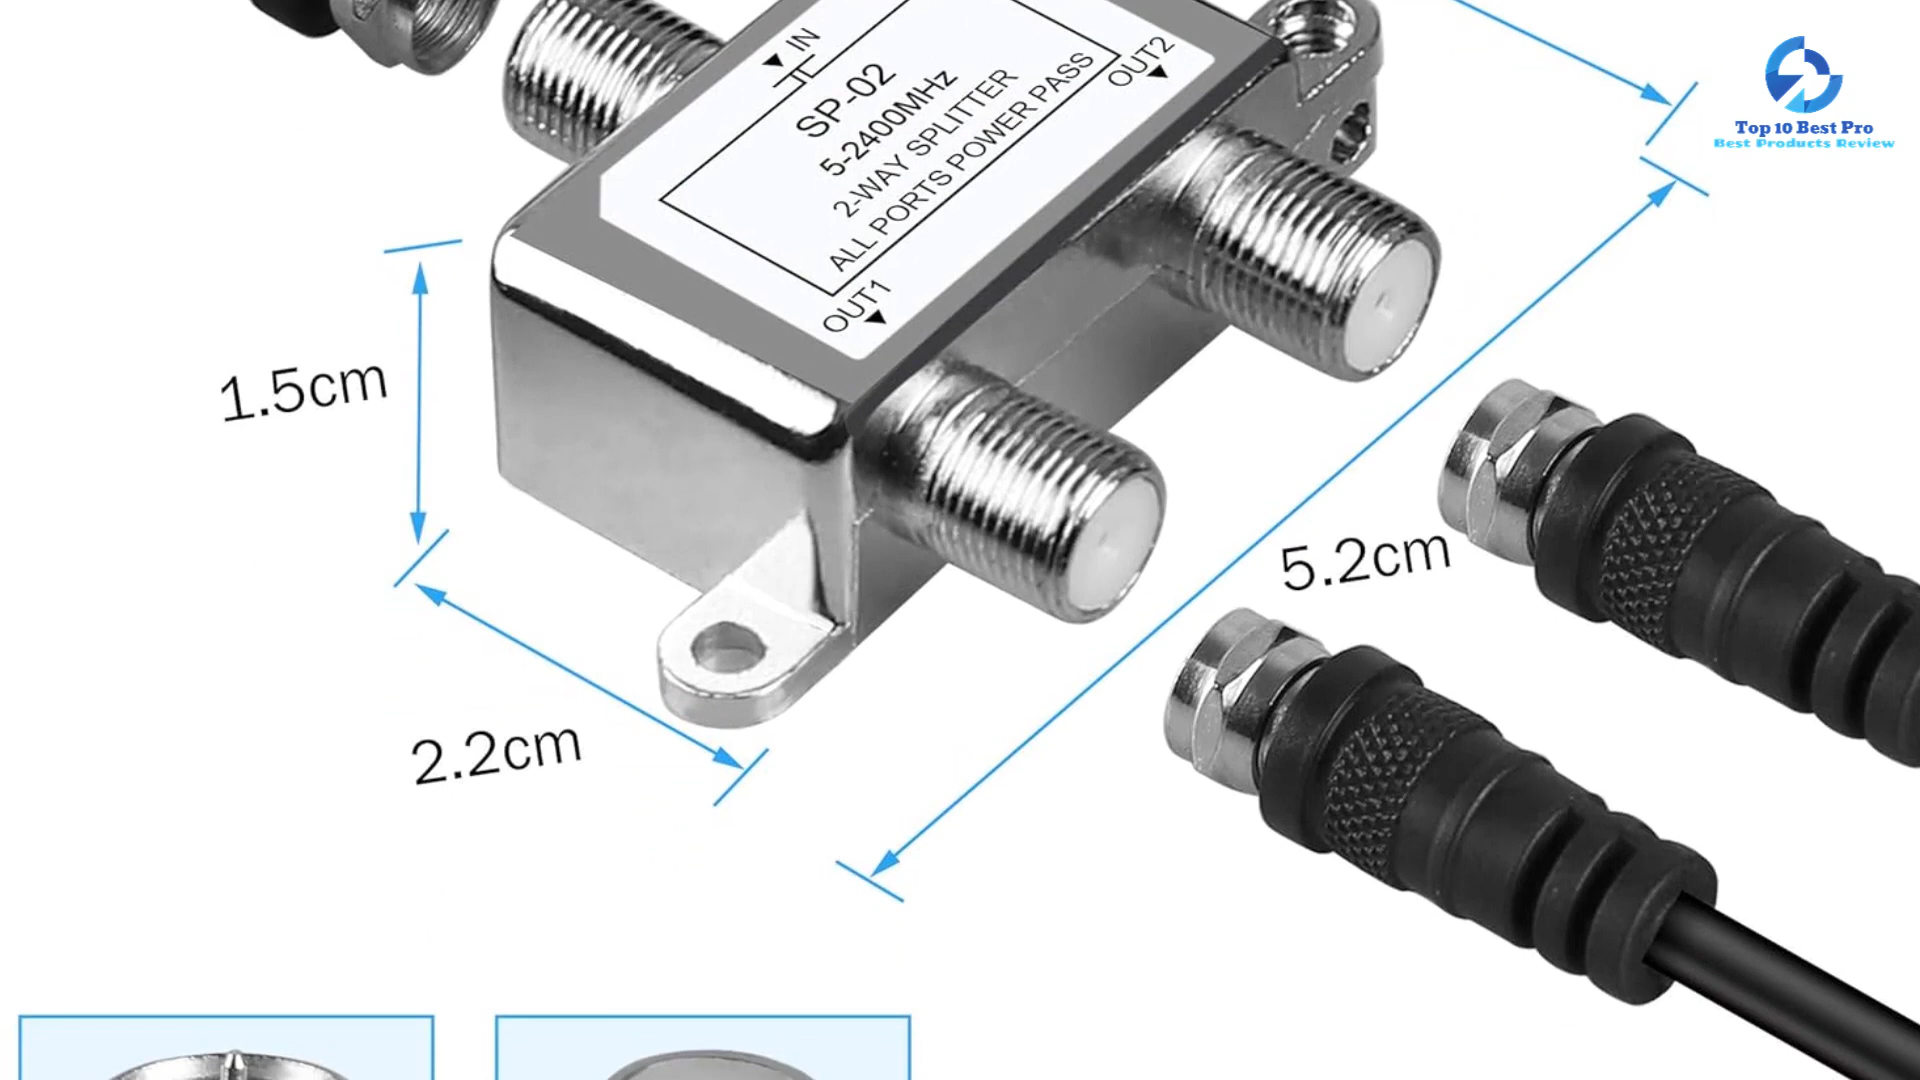 IN
SP-02
5-2400MHz
2-WAY SPLITTER
ALL PORTS POWER PASS
OUT2
OUT1
Top 10 Best Pro
Best Products Review
1.5cm
5.2cm
2.2cm